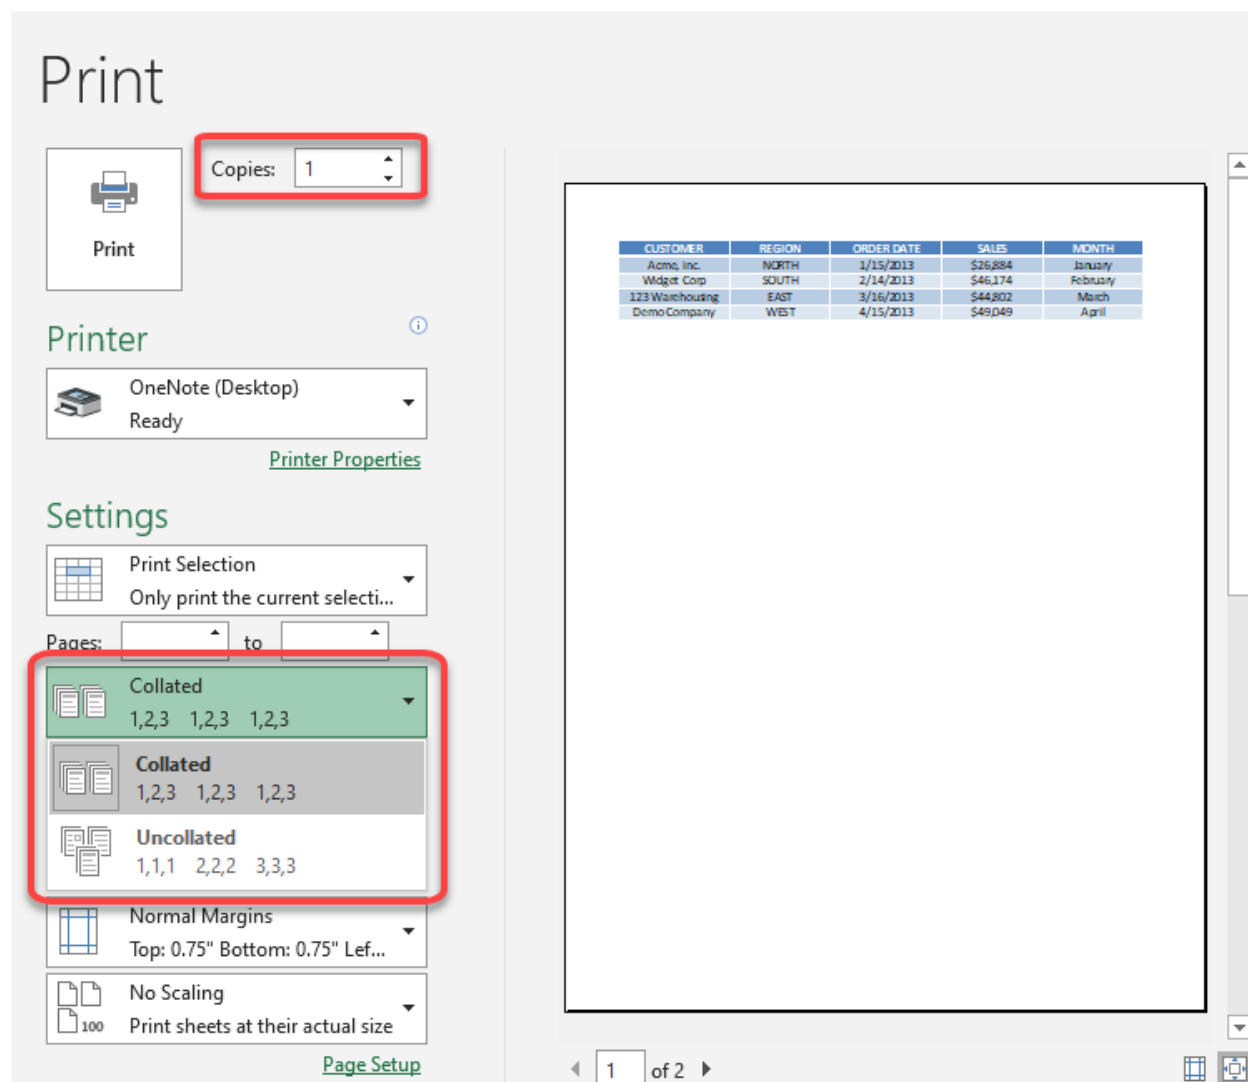 Print
Copies: 1
Print
Printer
OneNote (Desktop)
Ready
Printer Properties
Settings
Print Selection
Only print the current selecti...
Pages: to
Collated
1,2,3 1,2,3 1,2,3
Collated
1,2,3 1,2,3 1,2,3
Uncollated
1,1,1 2,2,2 3,3,3
Normal Margins
Top: 0.75" Bottom: 0.75" Lef...
No Scaling
100 Print sheets at their actual size
Page Setup
CUSTOMER REGION ORDER DATE SALES MONTH
Acme, Inc. NORTH 1/15/2013 $26,884 January
Widget Corp SOUTH 2/14/2013 $46,174 February
123 Warehousing EAST 3/16/2013 $44,802 March
Demo Company WEST 4/15/2013 $49,049 April
1 of 2